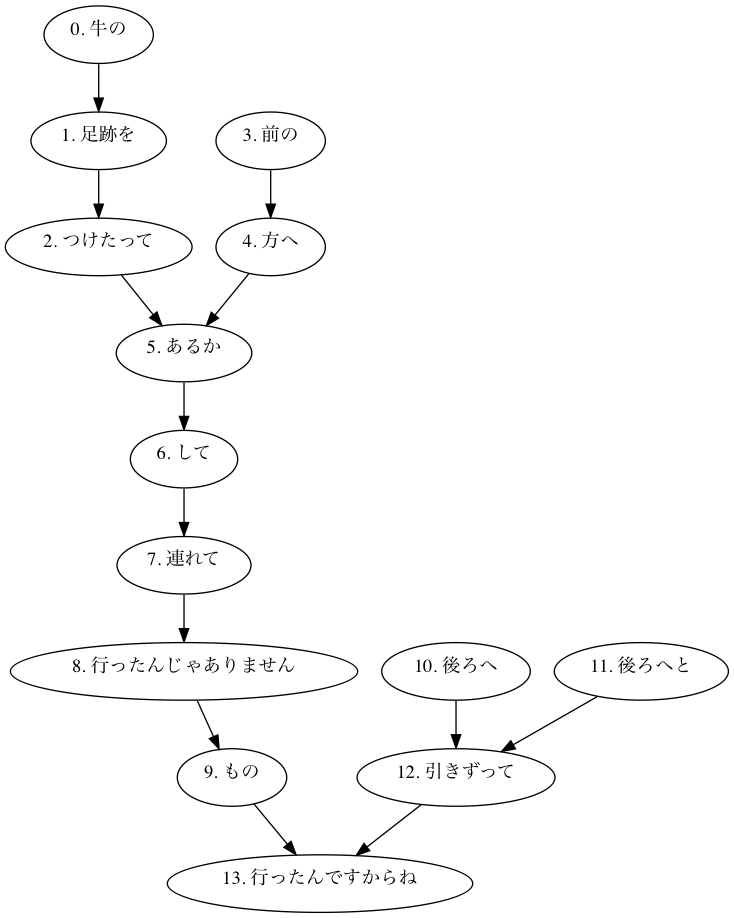 0. 牛の
1. 足跡を
2. つけたって
3. 前の
4. 方へ
5. あるか
6. して
7. 連れて
8. 行ったんじゃありません
9. もの
10. 後ろへ
11. 後ろへと
12. 引きずって
13. 行ったんですからね